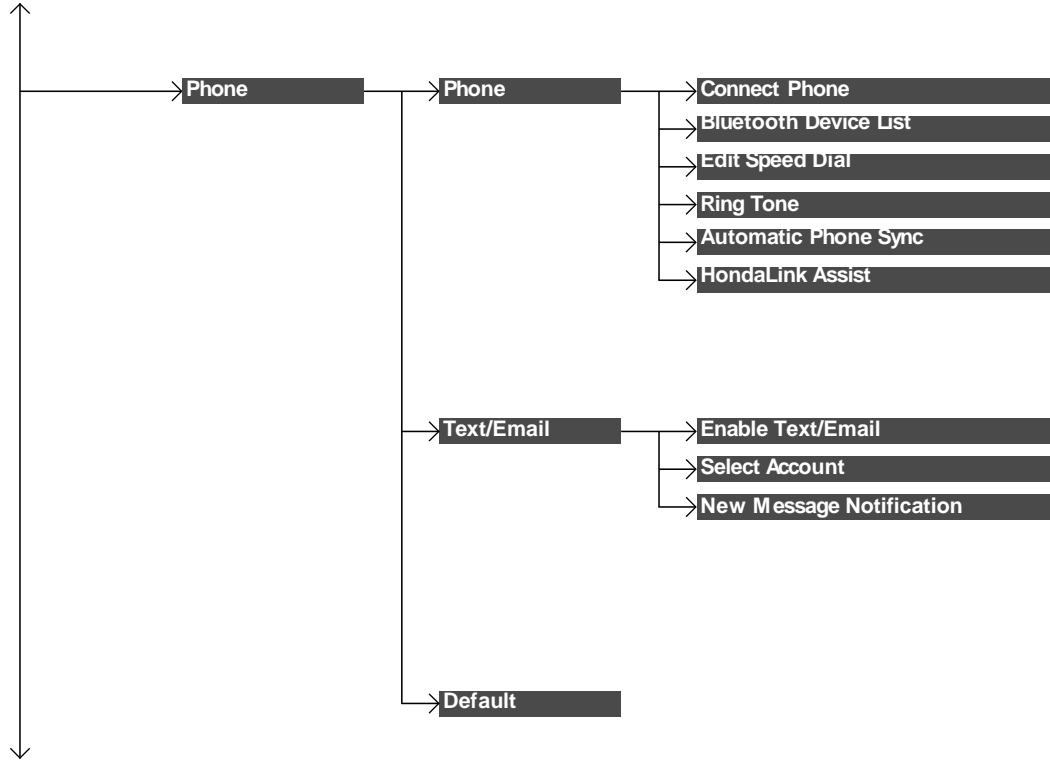 Phone
Phone
Connect Phone
Bluetooth Device List
Edit Speed Dial
Ring Tone
Automatic Phone Sync
HondaLink Assist
Text/Email
Enable Text/Email
Select Account
New Message Notification
Default